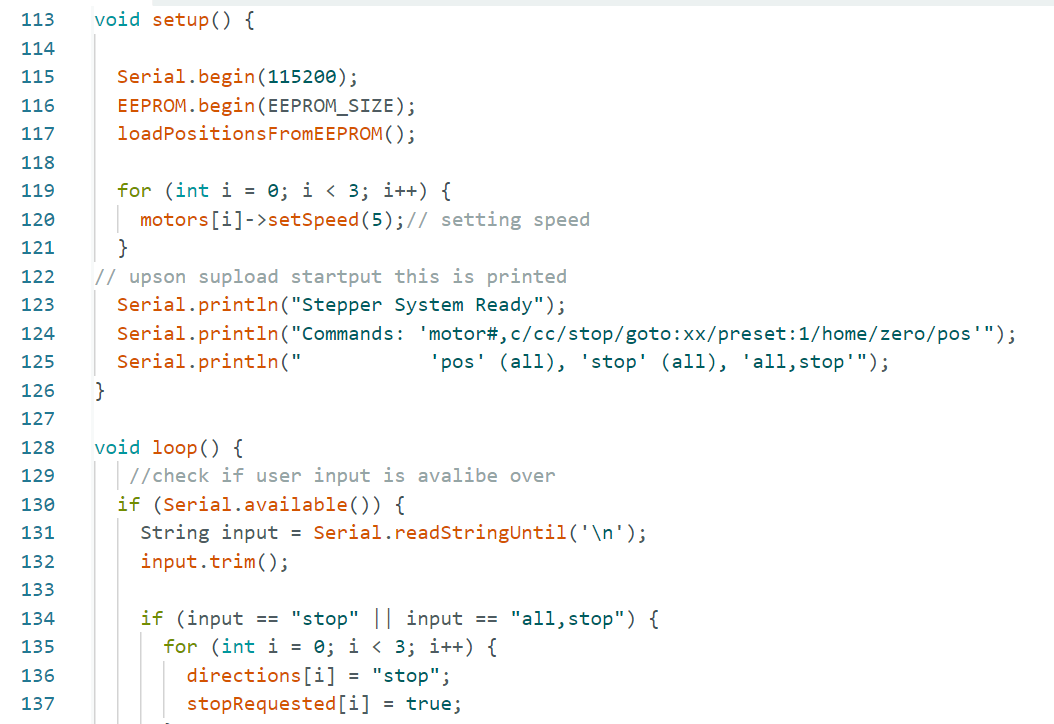 113 void setup() {
114
115 Serial.begin(115200);
116 EEPROM.begin(EEPROM_SIZE);
117 loadPositionsFromEEPROM();
118
119 for (int i = 0; i < 3; i++) {
120 motors[i]->setSpeed(5);// setting speed
121 }
122 // upson supload startput this is printed
123 Serial.println("Stepper System Ready");
124 Serial.println("Commands: 'motor#,c/cc/stop/goto:xx/preset:1/home/zero/pos'");
125 Serial.println("           'pos' (all), 'stop' (all), 'all,stop'");
126 }
127
128 void loop() {
129 //check if user input is avalibe over
130 if (Serial.available()) {
131 String input = Serial.readStringUntil('\n');
132 input.trim();
133
134 if (input == "stop" || input == "all,stop") {
135 for (int i = 0; i < 3; i++) {
136 directions[i] = "stop";
137 stopRequested[i] = true;